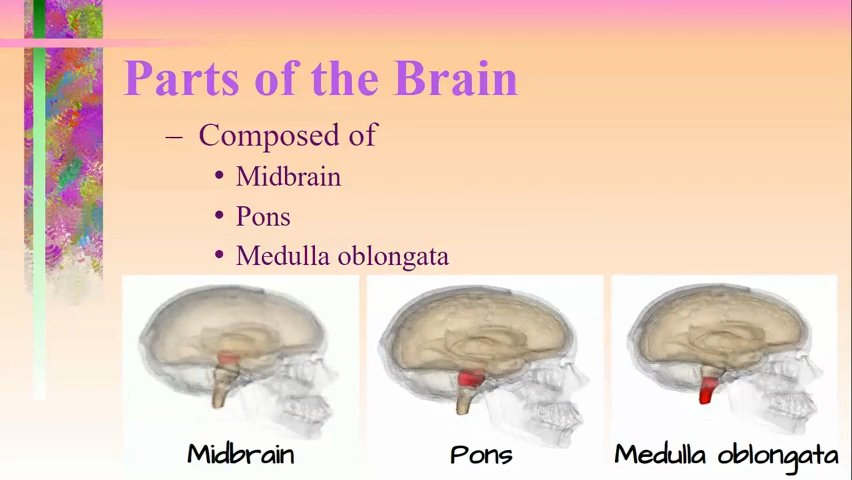 Parts of the Brain
– Composed of
• Midbrain
• Pons
• Medulla oblongata
Midbrain
Pons
Medulla oblongata